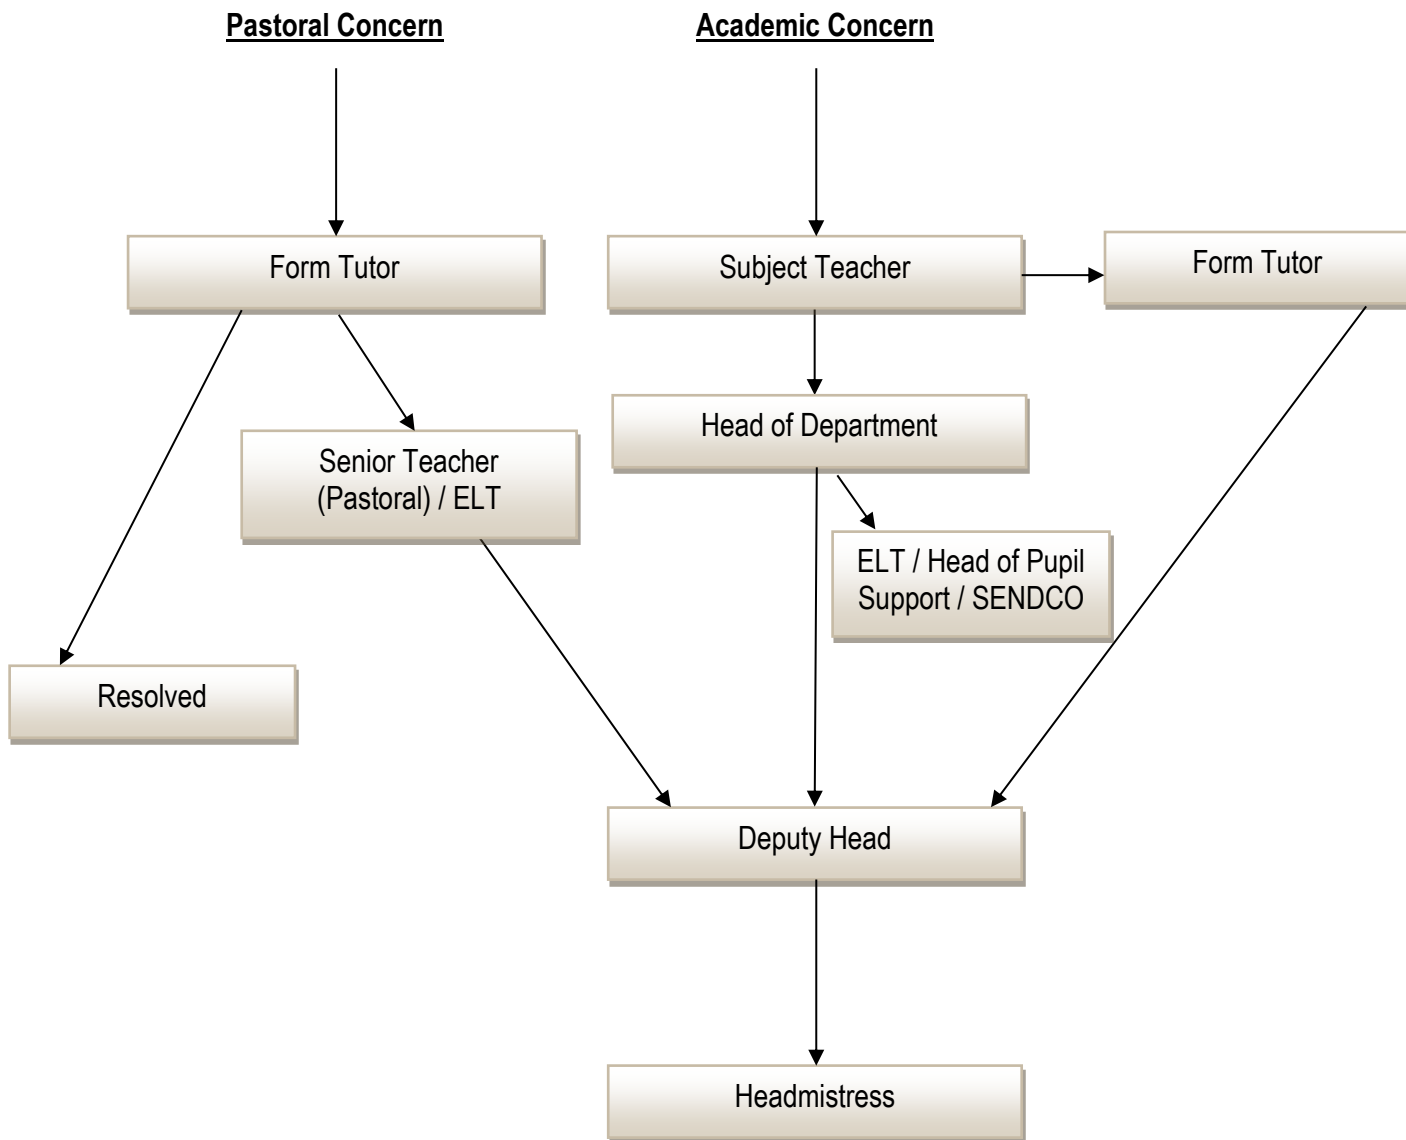 Pastoral Concern
Academic Concern
Form Tutor
Subject Teacher
Form Tutor
Head of Department
Senior Teacher
(Pastoral) / ELT
ELT / Head of Pupil
Support / SENDCO
Resolved
Deputy Head
Headmistress